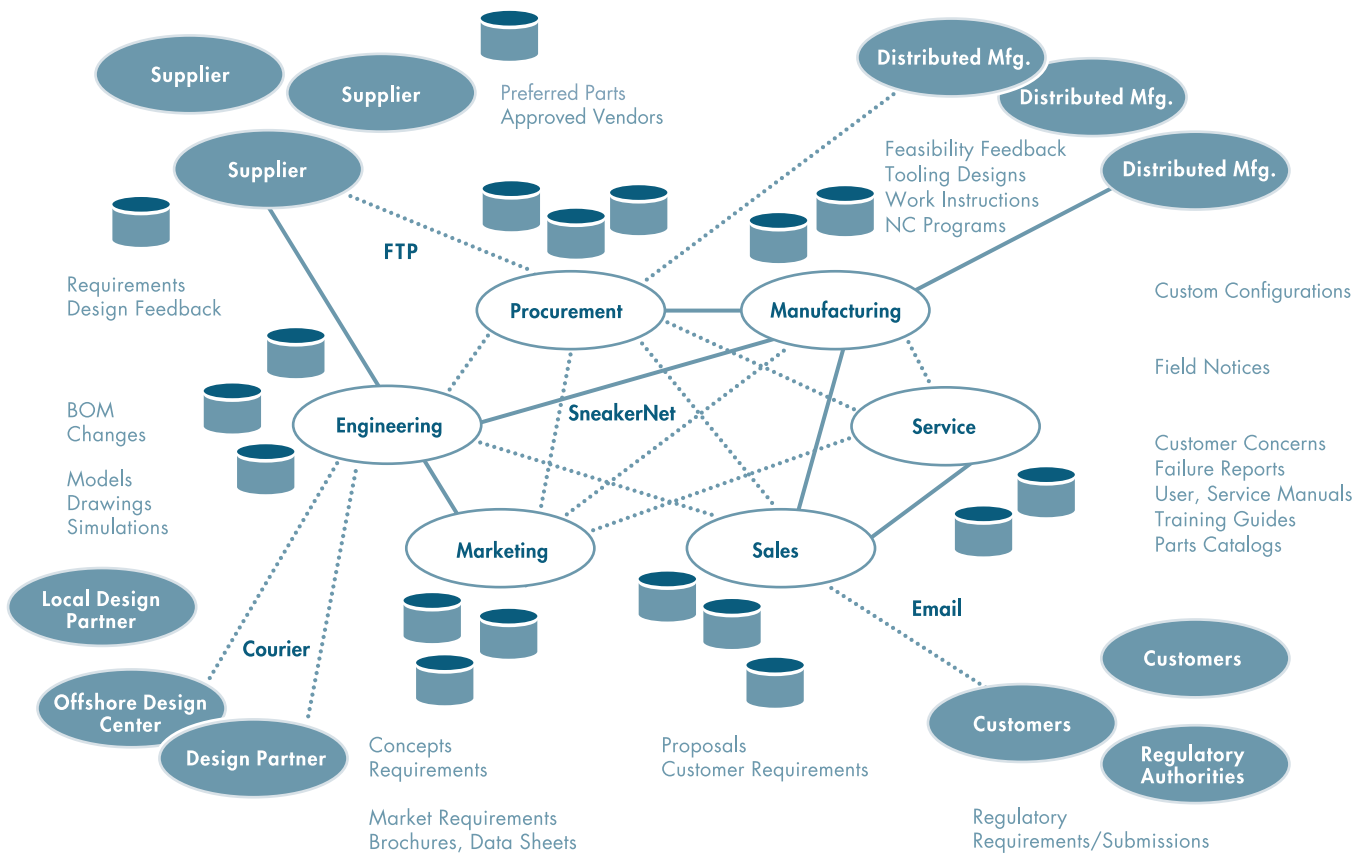 Supplier
Supplier
Supplier
Preferred Parts
Approved Vendors
Distributed Mfg.
Distributed Mfg.
Distributed Mfg.
Feasibility Feedback
Tooling Designs
Work Instructions
NC Programs
FTP
Requirements
Design Feedback
Procurement
Manufacturing
Custom Configurations
Field Notices
BOM
Changes
Engineering
SneakerNet
Service
Models
Drawings
Simulations
Customer Concerns
Failure Reports
User, Service Manuals
Training Guides
Parts Catalogs
Marketing
Sales
Local Design
Partner
Courier
Email
Offshore Design
Center
Design Partner
Customers
Customers
Regulatory
Authorities
Concepts
Requirements
Market Requirements
Brochures, Data Sheets
Proposals
Customer Requirements
Regulatory
Requirements/Submissions